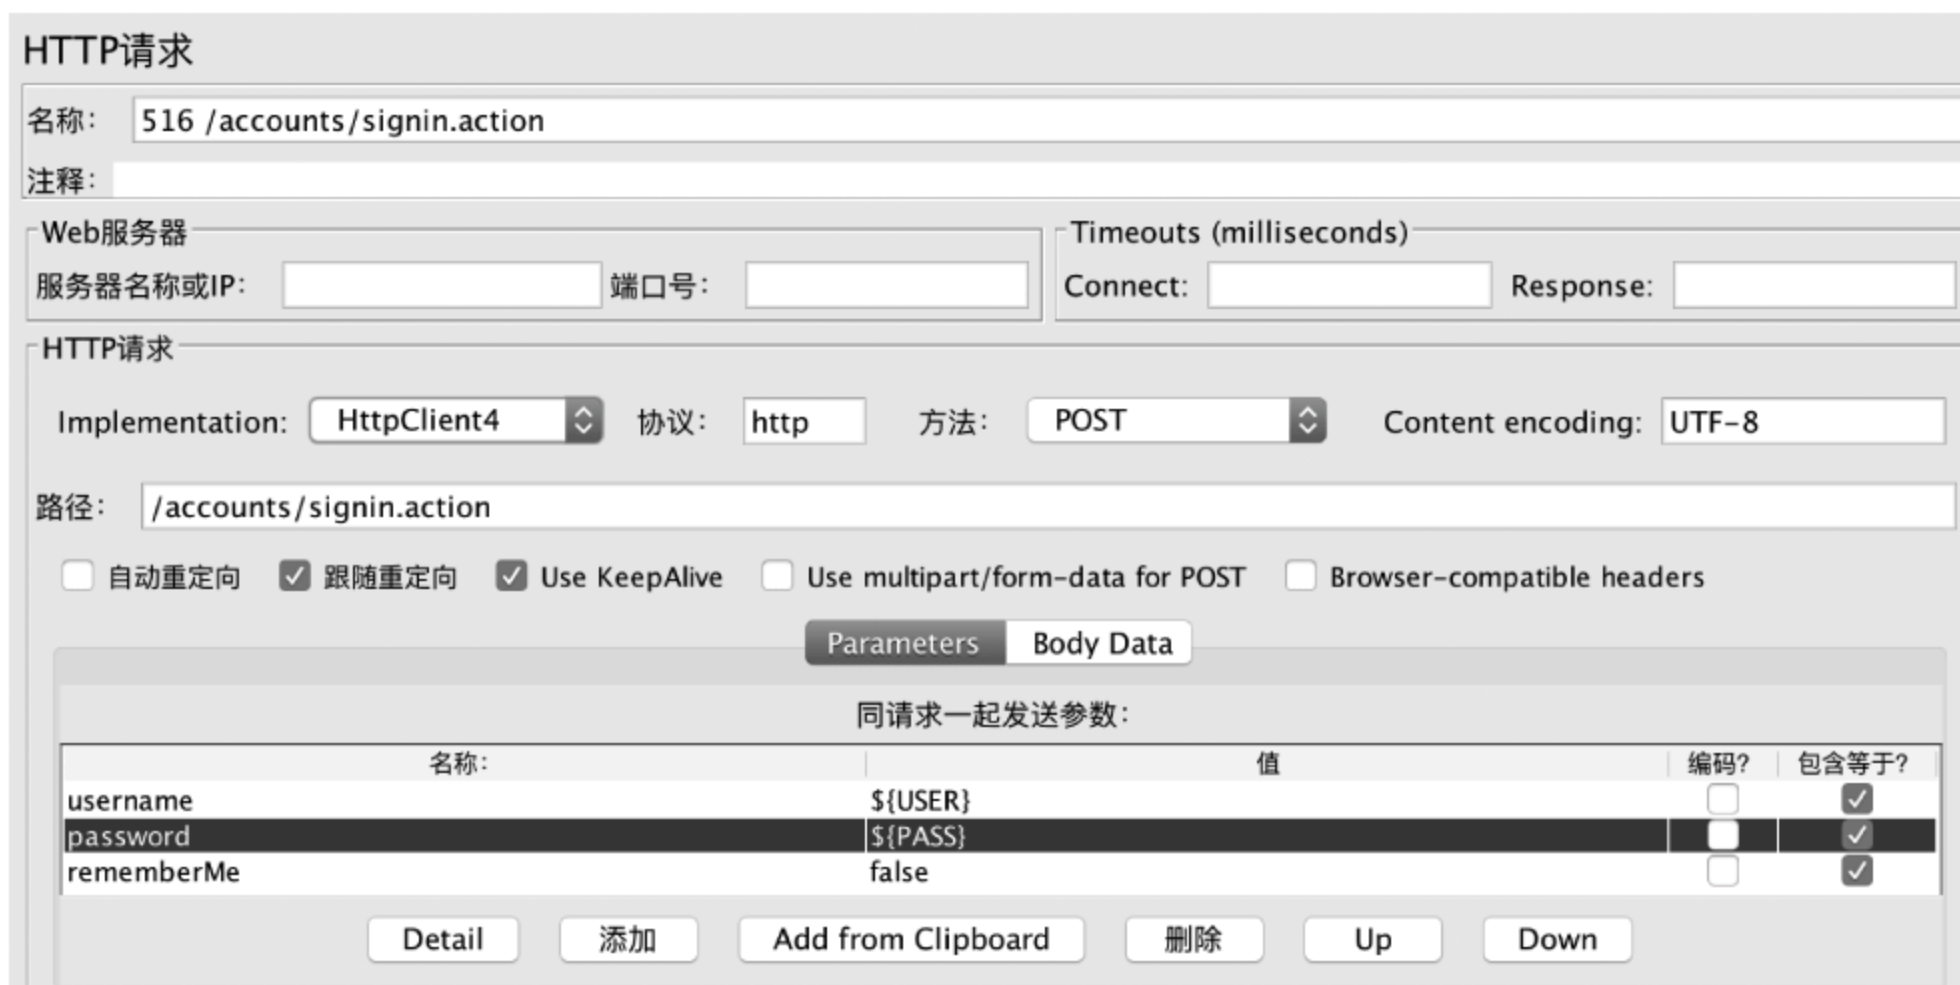 HTTP请求
名称： 516 /accounts/signin.action
注释：
Web服务器 Timeouts (milliseconds)
服务器名称或IP： 端口号： Connect: Response:
HTTP请求
Implementation: HttpClient4 协议： http 方法： POST Content encoding: UTF-8
路径： /accounts/signin.action
自动重定向 跟随重定向 Use KeepAlive Use multipart/form-data for POST Browser-compatible headers
Parameters Body Data
同请求一起发送参数：
名称： 值 编码? 包含等于?
username ${USER}
password ${PASS}
rememberMe false
Detail 添加 Add from Clipboard 删除 Up Down